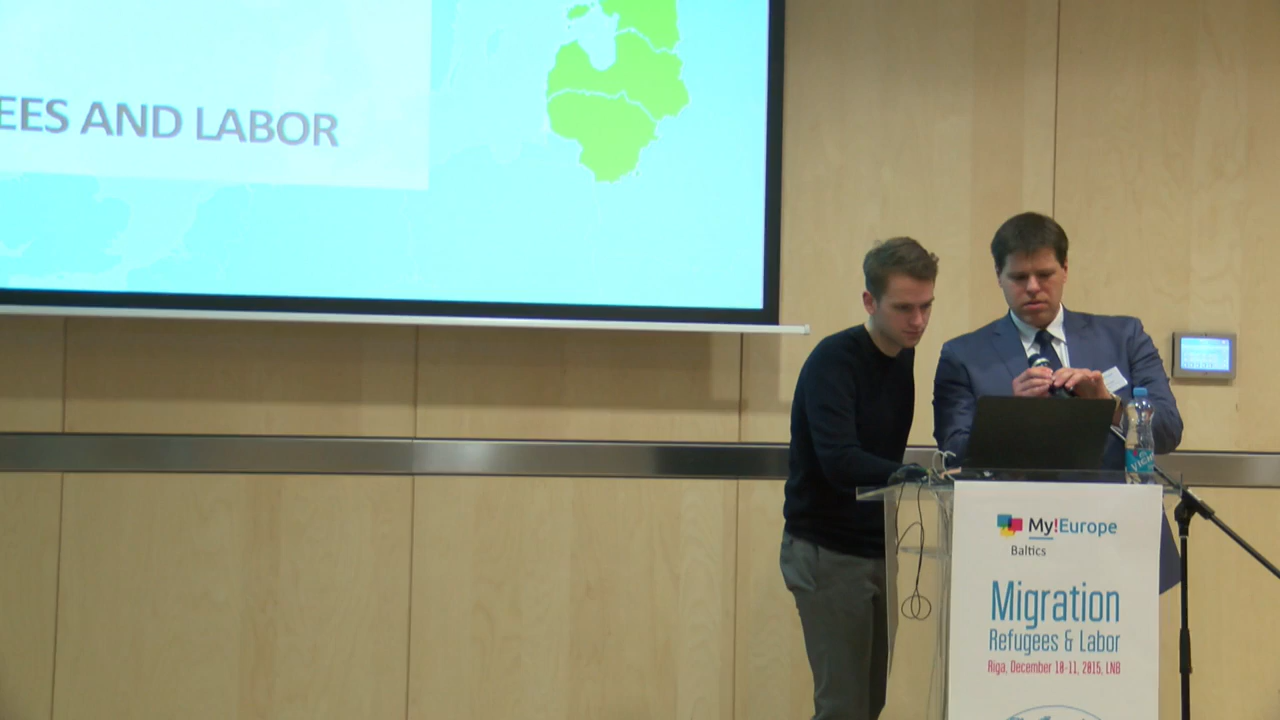 EES AND LABOR
My!Europe
Baltics
Migration
Refugees & Labor
Riga, December 10-11, 2015, LNB